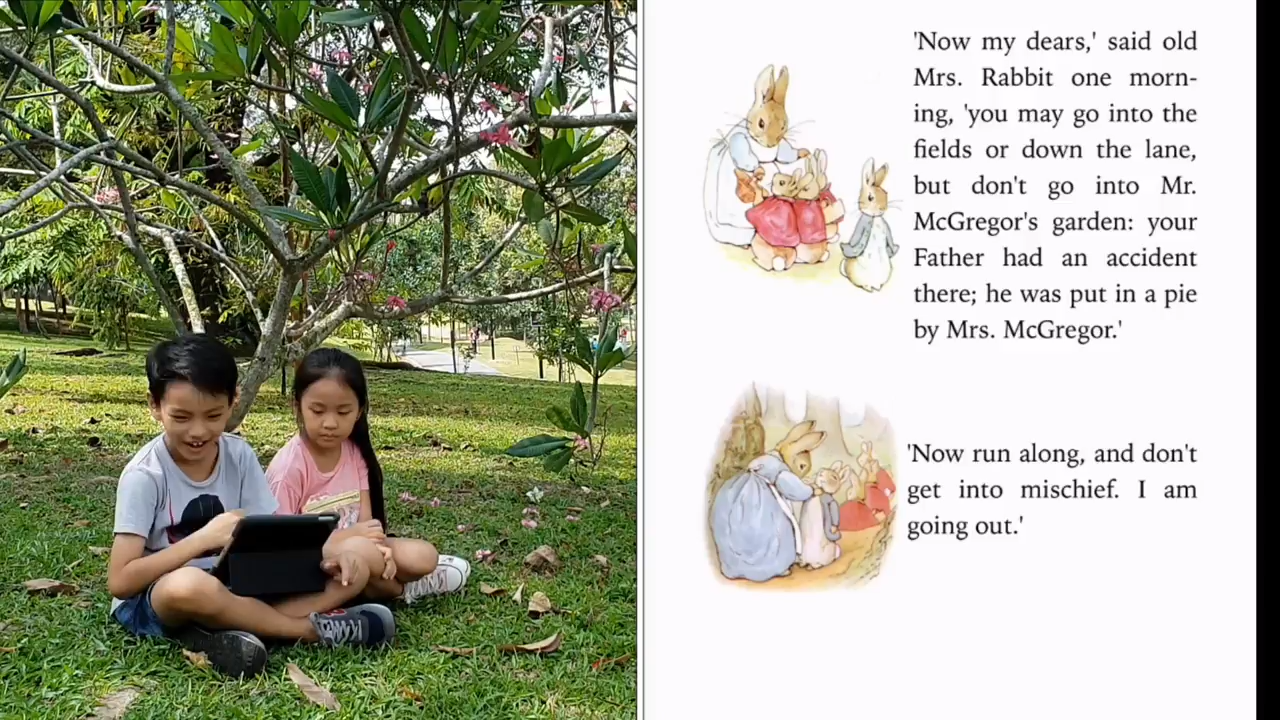 'Now my dears,' said old
Mrs. Rabbit one morn-
ing, 'you may go into the
fields or down the lane,
but don't go into Mr.
McGregor's garden: your
Father had an accident
there; he was put in a pie
by Mrs. McGregor.'
'Now run along, and don't
get into mischief. I am
going out.'